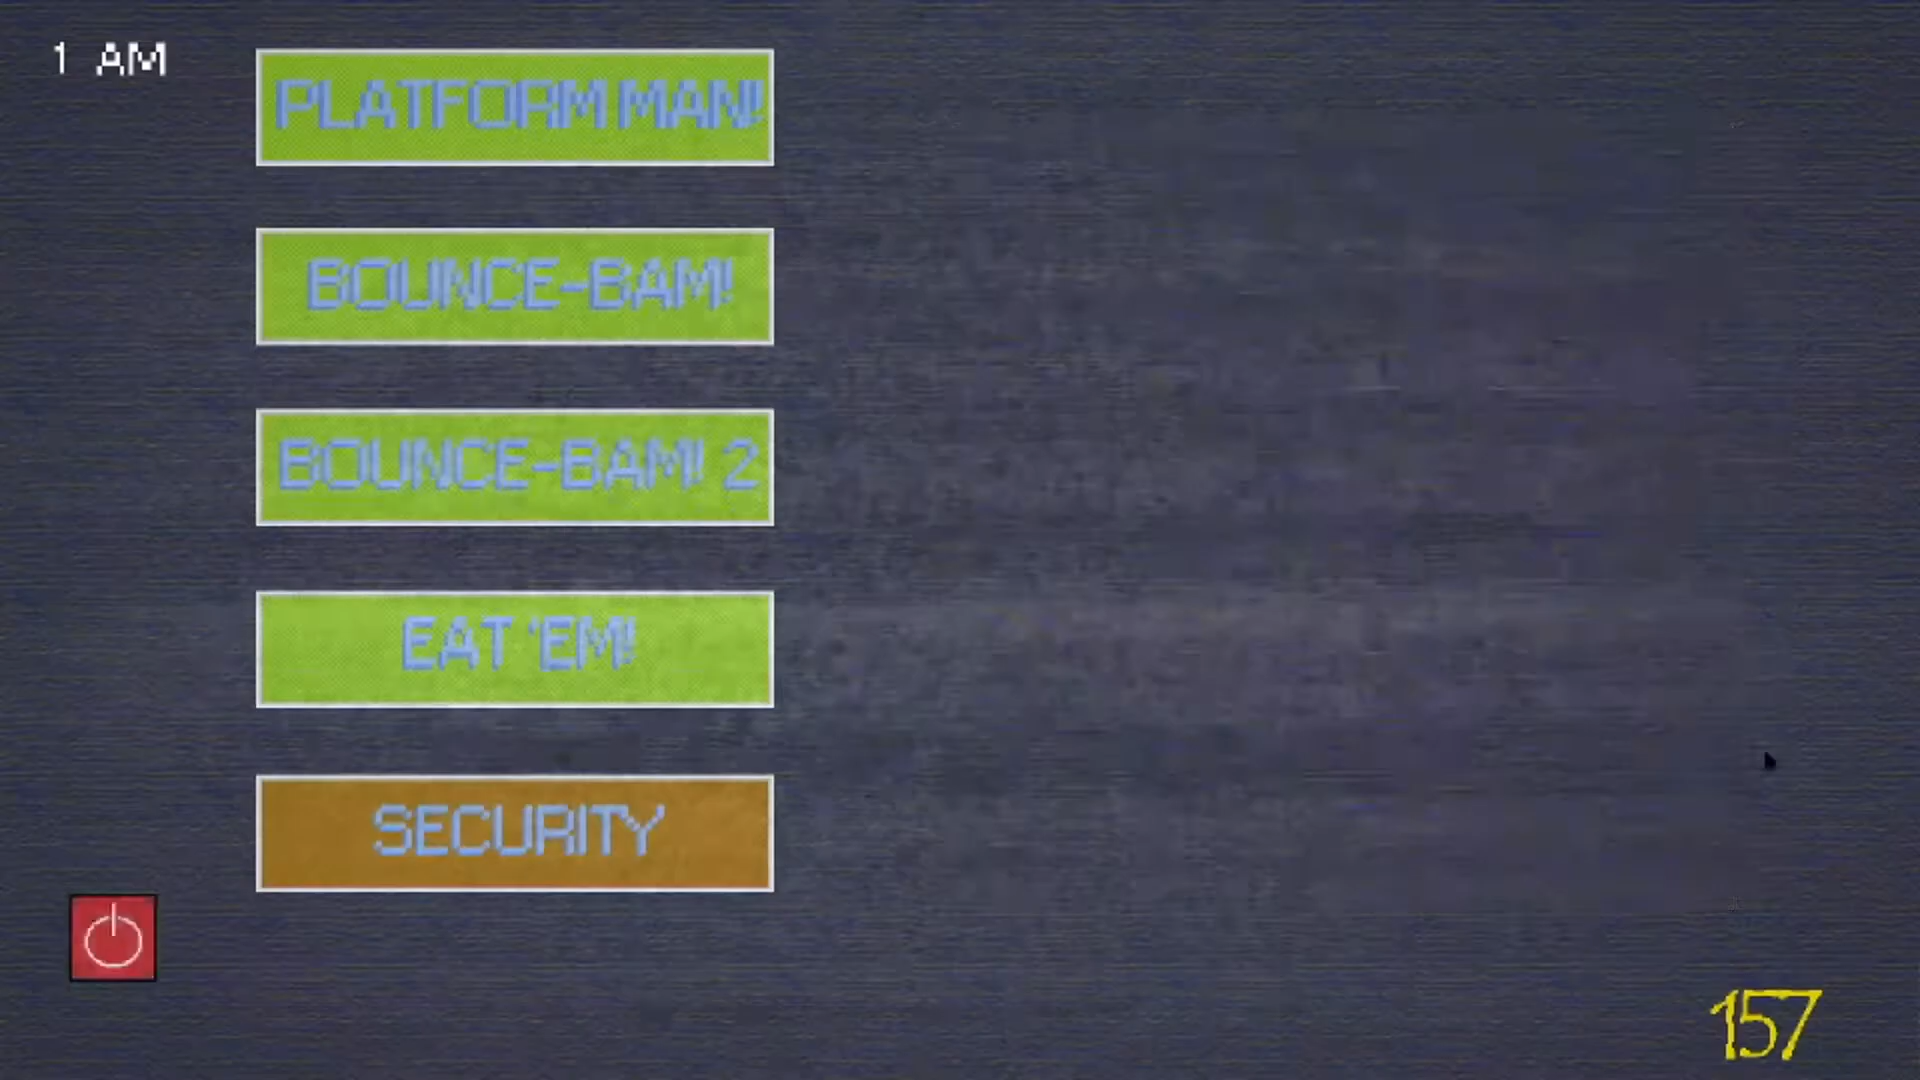 1 AM
PLATFORM MAN!
BOUNCE-BAM!
BOUNCE-BAM! 2
EAT 'EM!
SECURITY
157